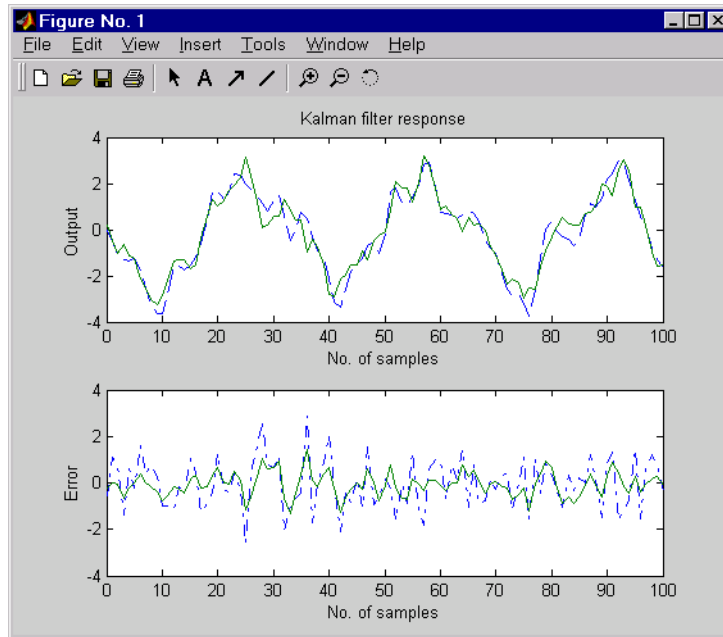 Figure No. 1
File Edit View Insert Tools Window Help
A
Kalman filter response
4
2
0
-2
-4
Output
0 10 20 30 40 50 60 70 80 90 100
No. of samples
4
2
0
-2
-4
Error
0 10 20 30 40 50 60 70 80 90 100
No. of samples